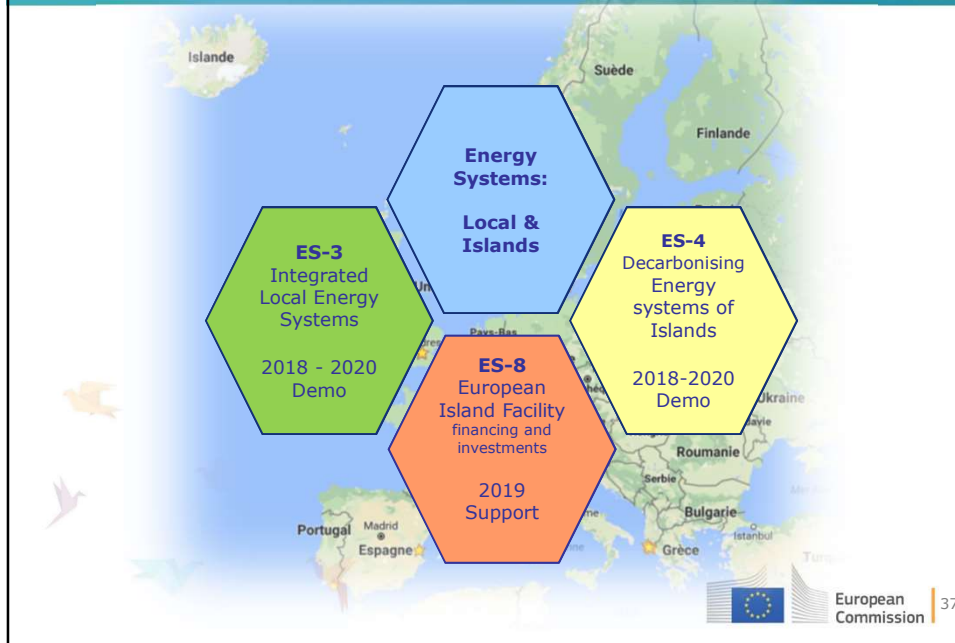 Islande
Suède
Finlande
Energy
Systems:
Local &
Islands
ES-3
Integrated
Local Energy
Systems
2018 - 2020
Demo
ES-4
Decarbonising
Energy
systems of
Islands
2018-2020
Demo
Pays-Bas
ES-8
European
Island Facility
financing and
investments
2019
Support
Ukraine
Roumanie
Serbie
Bulgarie
Istanbul
Portugal
Madrid
Espagne
Grèce
European
Commission
37